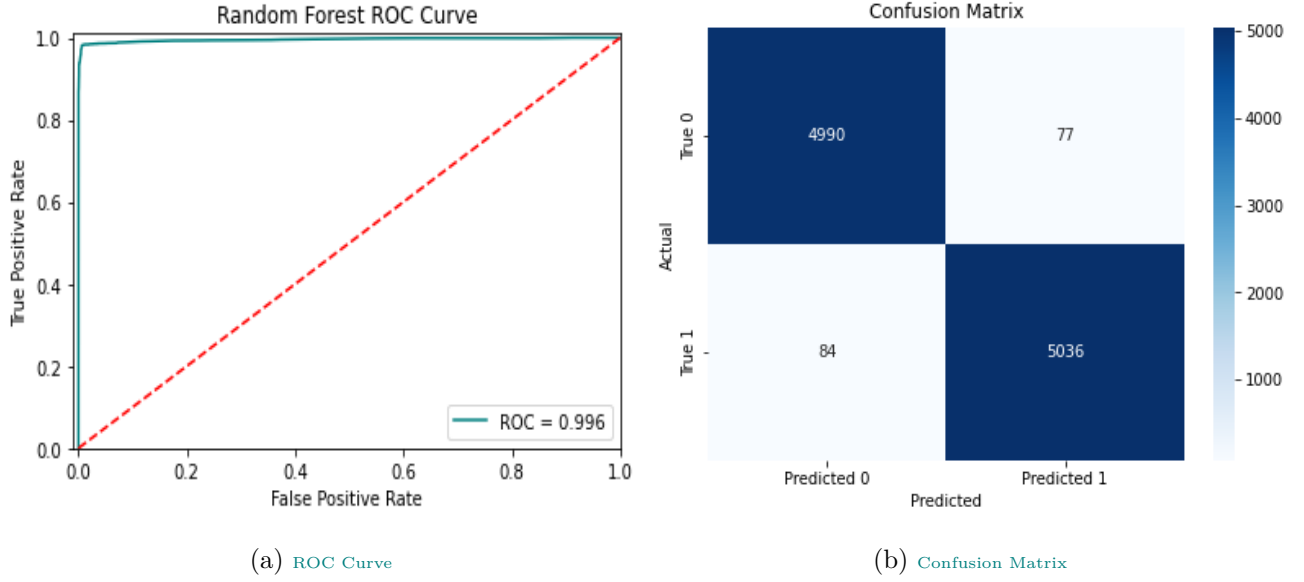 Random Forest ROC Curve
1.0
0.8
0.6
0.4
0.2
0.0
True Positive Rate
0.0 0.2 0.4 0.6 0.8 1.0
False Positive Rate
ROC = 0.996
(a) ROC Curve
Confusion Matrix
Actual
True 0
True 1
4990 77
84 5036
Predicted 0 Predicted 1
Predicted
5000
4000
3000
2000
1000
(b) Confusion Matrix